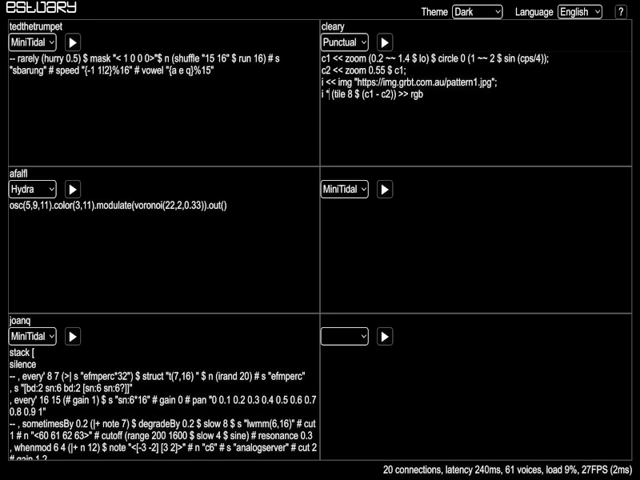 ESTUARY
Theme Dark Language English ?
tedthetrumpet
MiniTidal
-- rarely (hurry 0.5) $ mask "< 1 0 0 0>"$ n (shuffle "15 16" $ run 16) # s
"sbarung" # speed "{-1 1!2}%16" # vowel "{a e q}%15"
cleary
Punctual
c1 << zoom (0.2 ~~ 1.4 $ lo) $ circle 0 (1 ~~ 2 $ sin (cps/4));
c2 << zoom 0.55 $ c1;
i << img "https://img.grbt.com.au/pattern1.jpg";
i * (tile 8 $ (c1 - c2)) >> rgb
afalfl
Hydra
osc(5,9,11).color(3,11).modulate(voronoi(22,2,0.33)).out()
MiniTidal
joanq
MiniTidal
stack [
silence
-- , every' 8 7 (>| s "efmperc*32") $ struct "t(7,16) " $ n (irand 20) # s "efmperc"
, s "[bd:2 sn:6 bd:2 [sn:6 sn:6?]]"
, every' 16 15 (# gain 1) $ s "sn:6*16" # gain 0 # pan "0 0.1 0.2 0.3 0.4 0.5 0.6 0.7
0.8 0.9 1"
-- , sometimesBy 0.2 (|+ note 7) $ degradeBy 0.2 $ slow 8 $ s "lwmm(6,16)" # cut
1 # n "<60 61 62 63>" # cutoff (range 200 1600 $ slow 4 $ sine) # resonance 0.3
, whenmod 6 4 (|+ n 12) $ note "<[-3 -2] [3 2]>" # n "c6" # s "analogserver" # cut 2
# gain 1.2
20 connections, latency 240ms, 61 voices, load 9%, 27FPS (2ms)